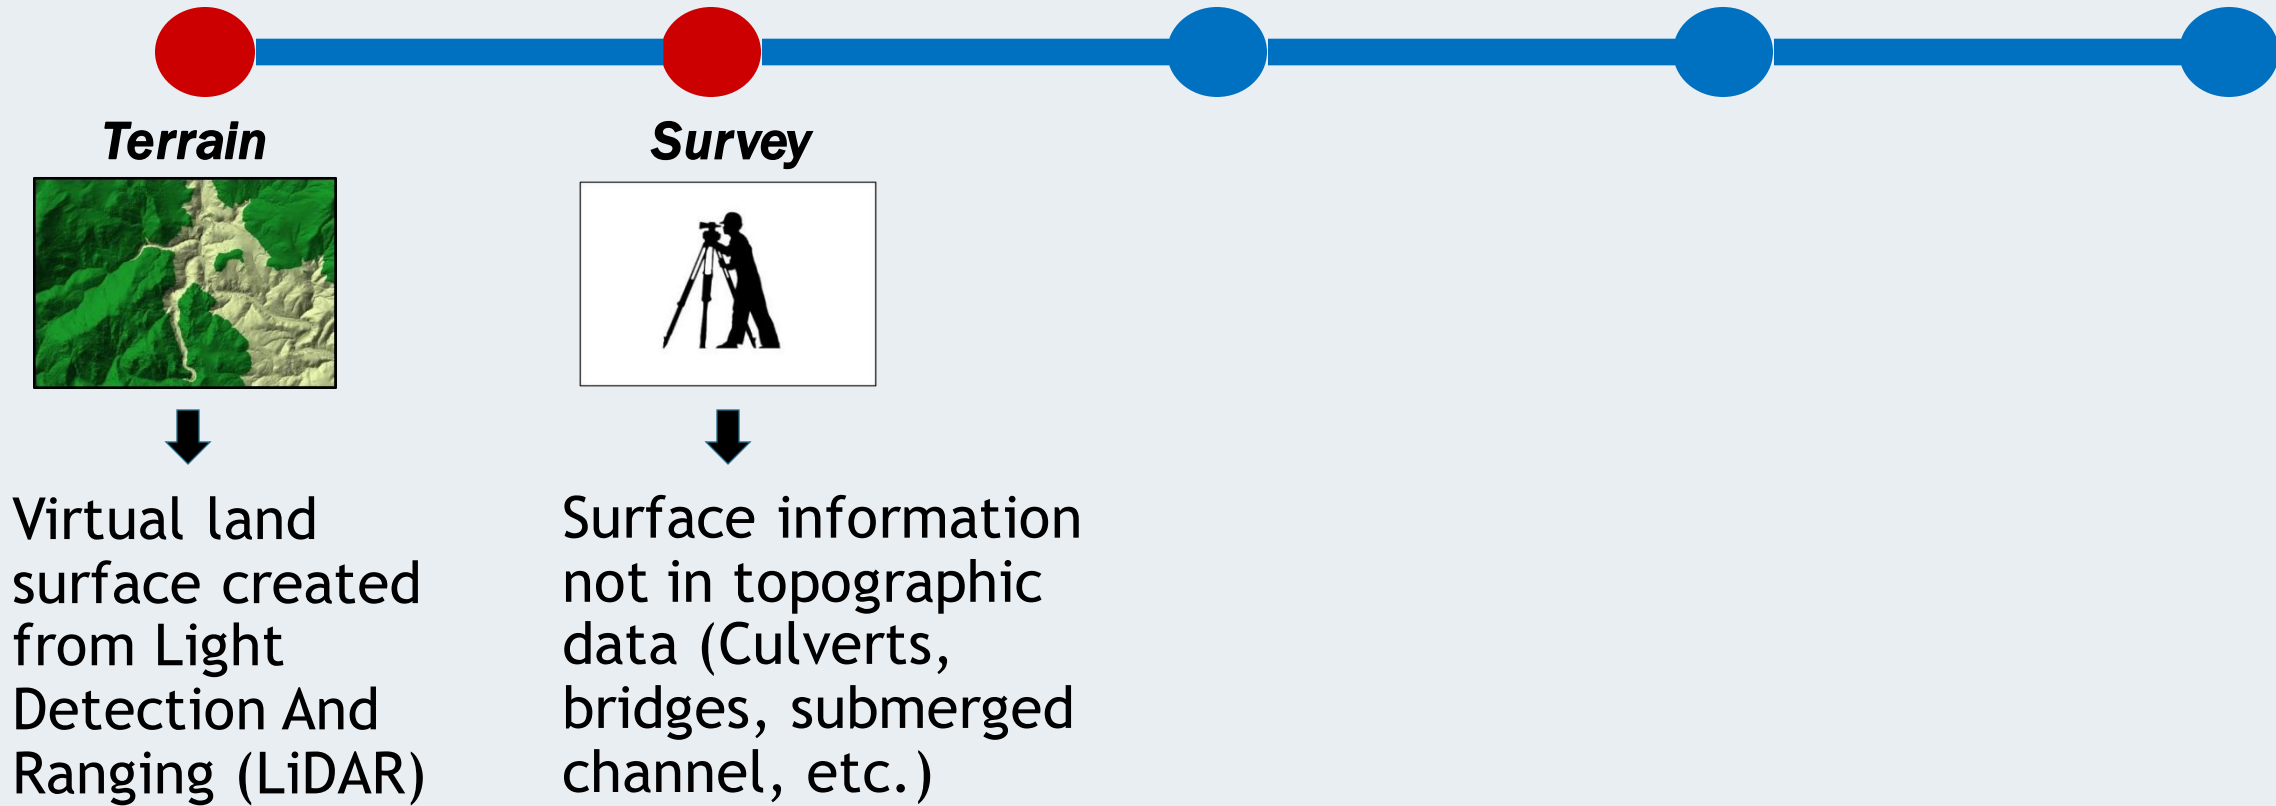 Terrain
Survey
Virtual land
surface created
from Light
Detection And
Ranging (LiDAR)
Surface information
not in topographic
data (Culverts,
bridges, submerged
channel, etc.)